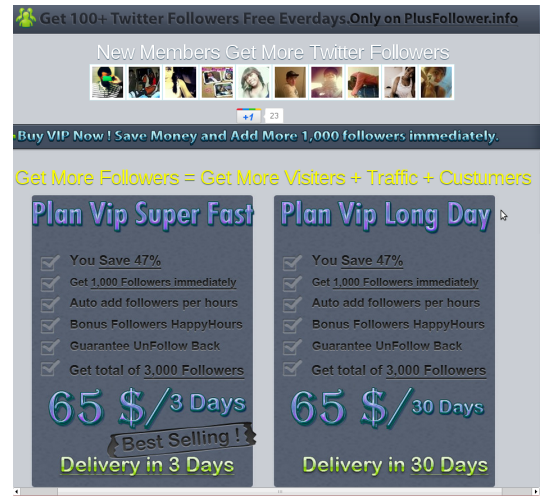 Get 100+ Twitter Followers Free Everdays.Only on PlusFollower.info
New Members Get More Twitter Followers
+1 23
Buy VIP Now ! Save Money and Add More 1,000 followers immediately.
Get More Followers = Get More Visiters + Traffic + Custumers
Plan Vip Super Fast
You Save 47%
Get 1,000 Followers immediately
Auto add followers per hours
Bonus Followers HappyHours
Guarantee UnFollow Back
Get total of 3,000 Followers
65 $/3 Days
Best Selling !
Delivery in 3 Days
Plan Vip Long Day
You Save 47%
Get 1,000 Followers immediately
Auto add followers per hours
Bonus Followers HappyHours
Guarantee UnFollow Back
Get total of 3,000 Followers
65 $/30 Days
Delivery in 30 Days